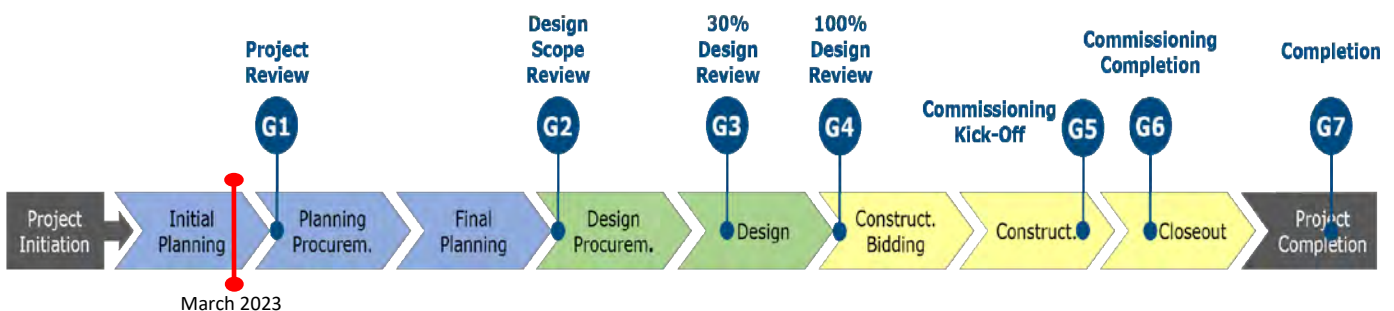 Project
Review
G1
Design
Scope
Review
G2
30%
Design
Review
G3
100%
Design
Review
G4
Commissioning
Kick-Off
G5
Commissioning
Completion
G6
Completion
G7
Project
Initiation
Initial
Planning
Planning
Procurem.
Final
Planning
Design
Procurem.
Design
Construct.
Bidding
Construct.
Closeout
Project
Completion
March 2023